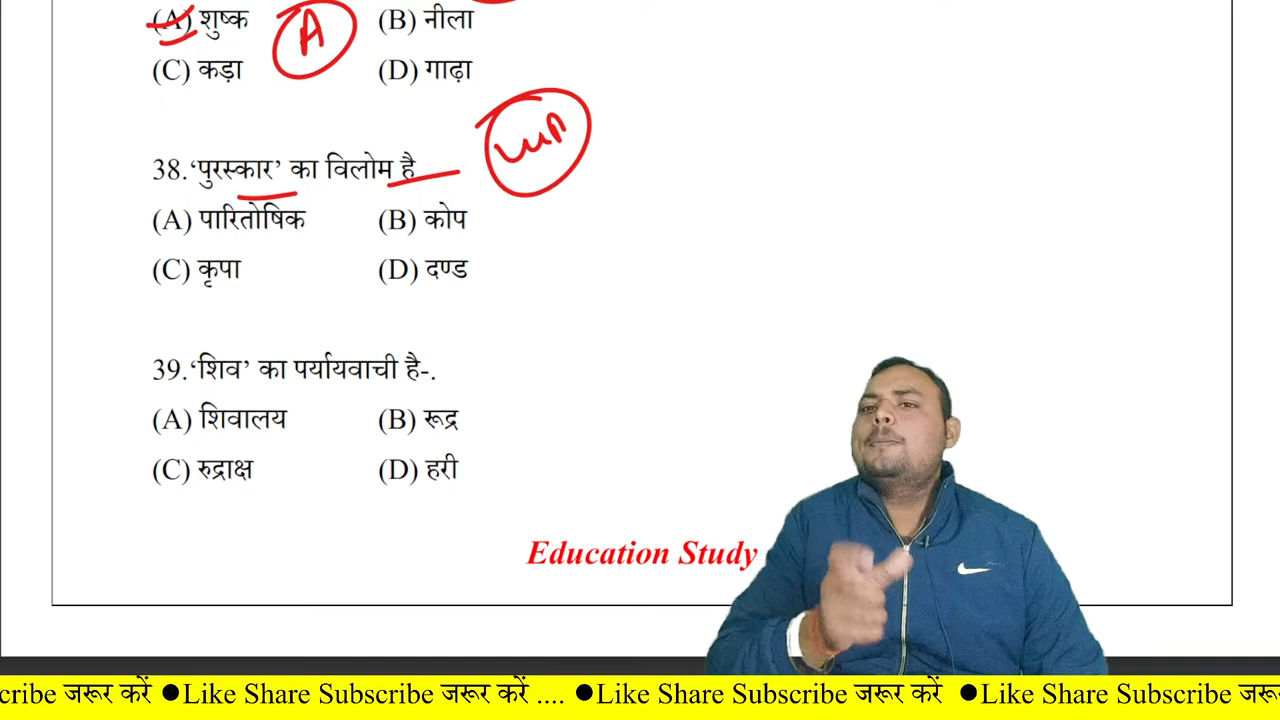 (A) शुष्क (B) नीला
A
(C) कड़ा (D) गाढ़ा
38.‘पुरस्कार’ का विलोम है
(A) पारितोषिक (B) कोप
(C) कृपा (D) दण्ड
39.‘शिव’ का पर्यायवाची है-.
(A) शिवालय (B) रूद्र
(C) रुद्राक्ष (D) हरी
Education Study
scribe जरूर करें ●Like Share Subscribe जरूर करें .... ●Like Share Subscribe जरूर करें ●Like Share Subscribe जरू